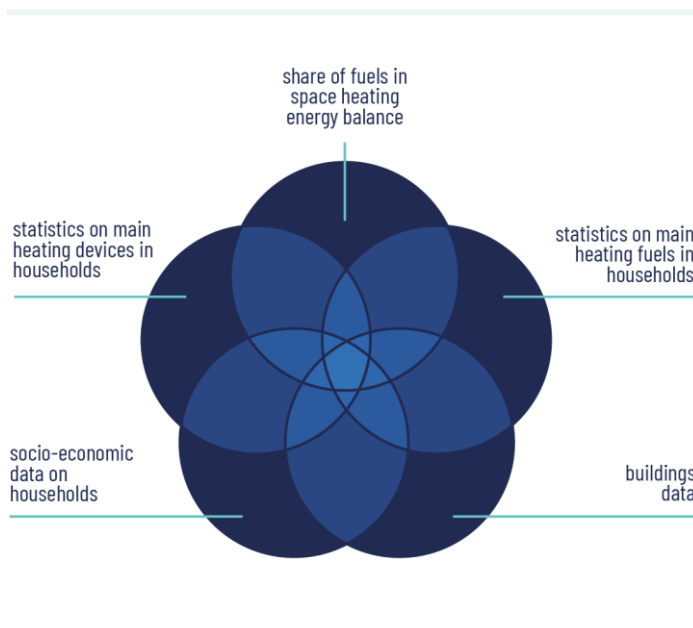 share of fuels in
space heating
energy balance
statistics on main
heating devices in
households
statistics on main
heating fuels in
households
socio-economic
data on
households
buildings
data